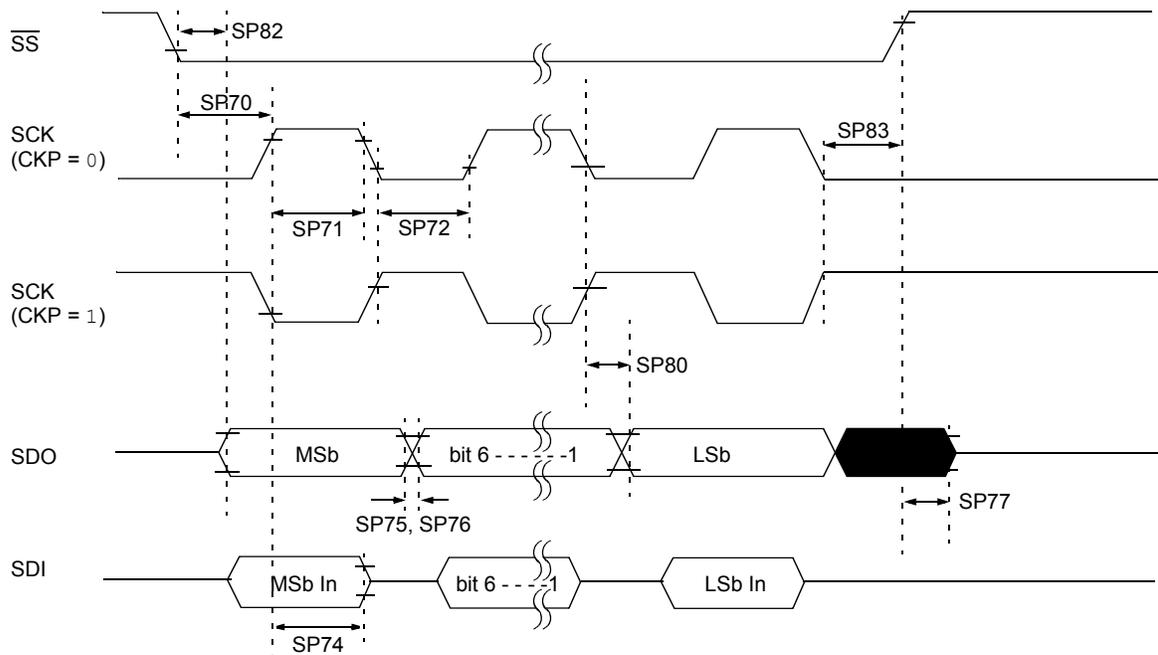 SS
SP82
SP70
SCK
(CKP = 0)
SP83
SP71
SP72
SCK
(CKP = 1)
SP80
SDO
MSb
bit 6 - - - - - -1
LSb
SP77
SP75, SP76
SDI
MSb In
bit 6 - - - -1
LSb In
SP74